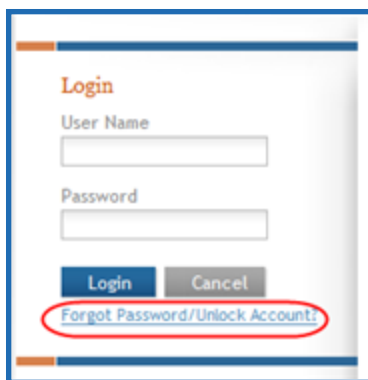 Login
User Name
Password
Login Cancel
Forgot Password/Unlock Account?